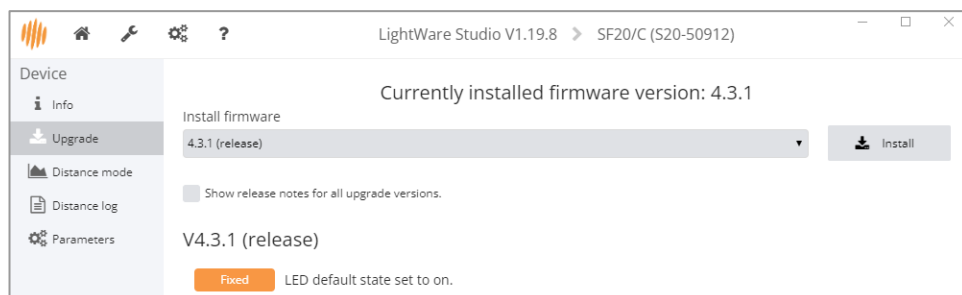 ? LightWare Studio V1.19.8 > SF20/C (S20-50912)
Device
Info
Upgrade
Distance mode
Distance log
Parameters
Currently installed firmware version: 4.3.1
Install firmware
4.3.1 (release)
Install
Show release notes for all upgrade versions.
V4.3.1 (release)
Fixed LED default state set to on.